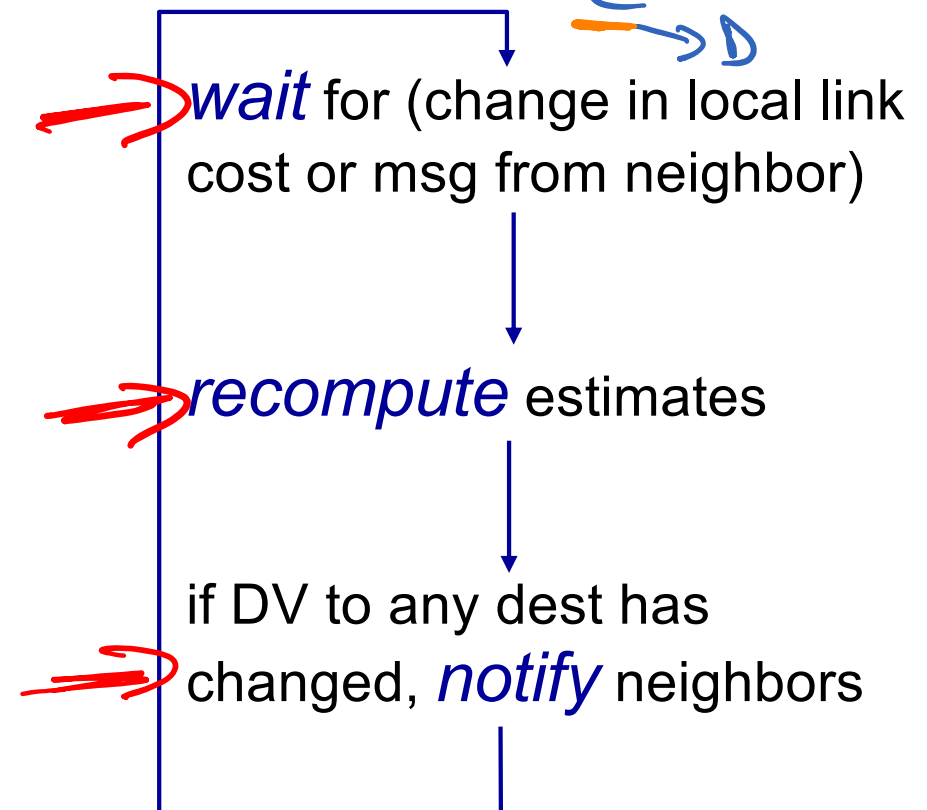 D
wait for (change in local link
cost or msg from neighbor)
recompute estimates
if DV to any dest has
changed, notify neighbors